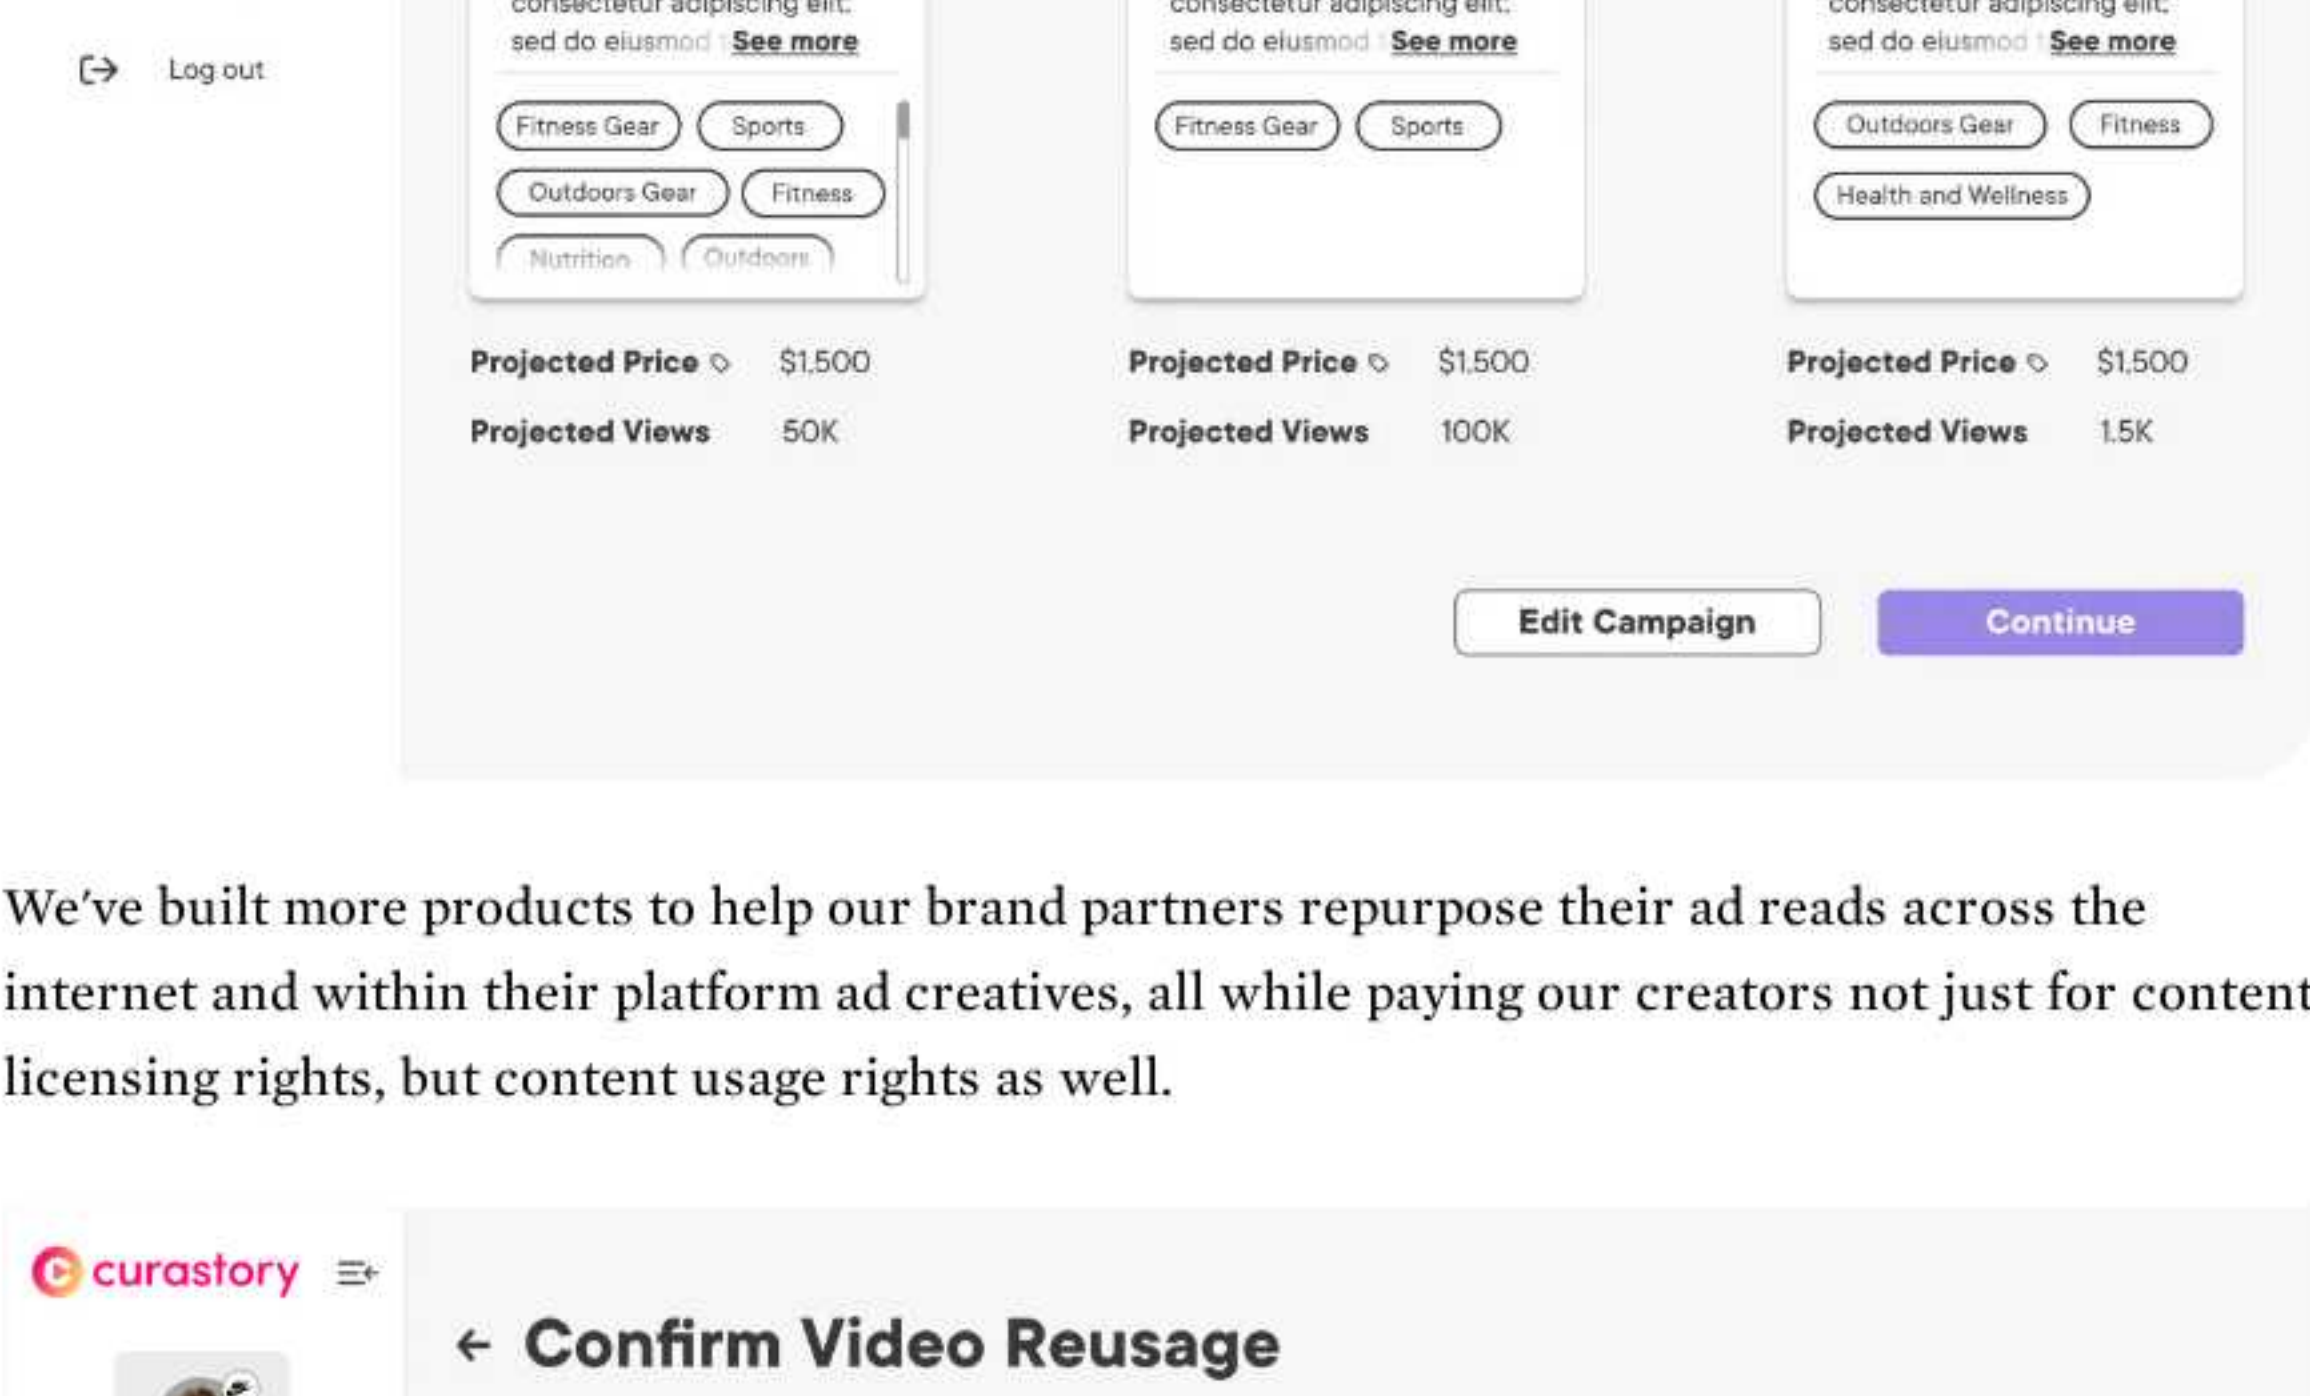 consectetur adipiscing elit, consectetur adipiscing elit, consectetur adipiscing elit,
sed do eiusmod See more sed do eiusmod See more sed do eiusmod See more
Log out
Fitness Gear Sports Fitness Gear Sports Outdoors Gear Fitness
Outdoors Gear Fitness Health and Wellness
Nutrition Outdoors
Projected Price $1,500 Projected Price $1,500 Projected Price $1,500
Projected Views 50K Projected Views 100K Projected Views 1.5K
Edit Campaign Continue
We've built more products to help our brand partners repurpose their ad reads across the
internet and within their platform ad creatives, all while paying our creators not just for content
licensing rights, but content usage rights as well.
curastory
← Confirm Video Reusage